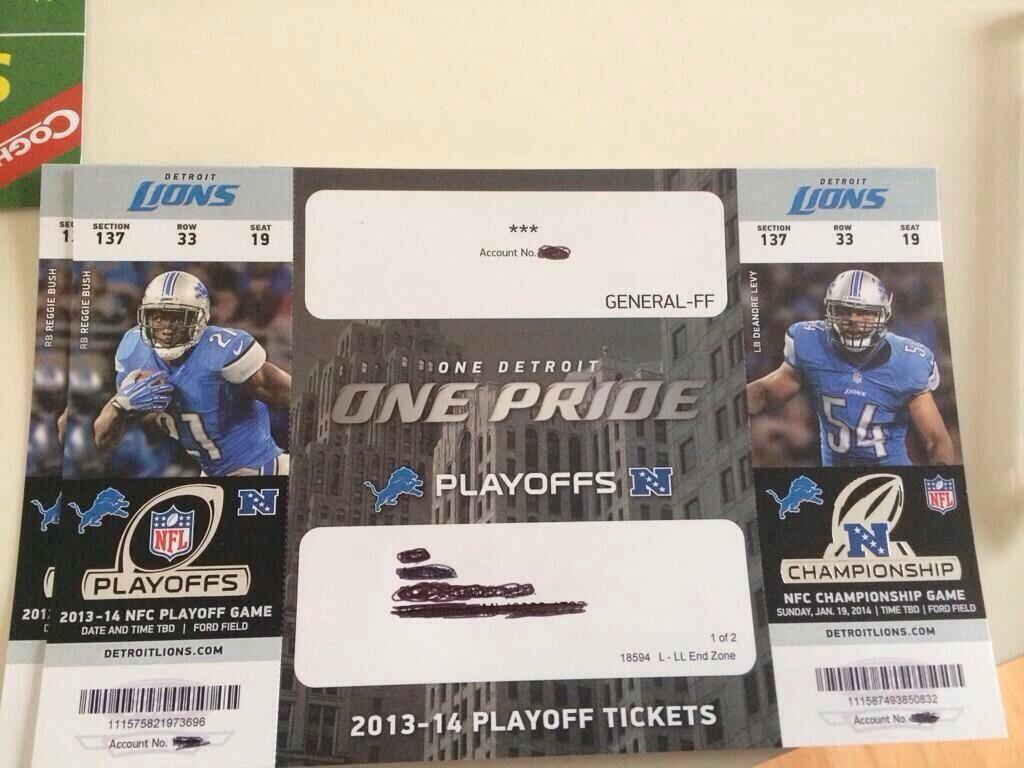 S
COGH
DETROIT
LIONS
SECTION ROW SEAT
137 33 19
RB REGGIE BUSH
RB REGGIE BUSH
21
NFL
N
PLAYOFFS
2013-14 NFC PLAYOFF GAME
DATE AND TIME TBD | FORD FIELD
DETROITLIONS.COM
111575821973696
Account No.
***
Account No.
GENERAL-FF
ONE DETROIT
ONE PRIDE
PLAYOFFS N
1 of 2
18594 L - LL End Zone
2013-14 PLAYOFF TICKETS
DETROIT
LIONS
SECTION ROW SEAT
137 33 19
LB DEANDRE LEVY
LIONS
54
NFL
N
CHAMPIONSHIP
NFC CHAMPIONSHIP GAME
SUNDAY, JAN. 19, 2014 | TIME TBD | FORD FIELD
DETROITLIONS.COM
111587493850832
Account No.